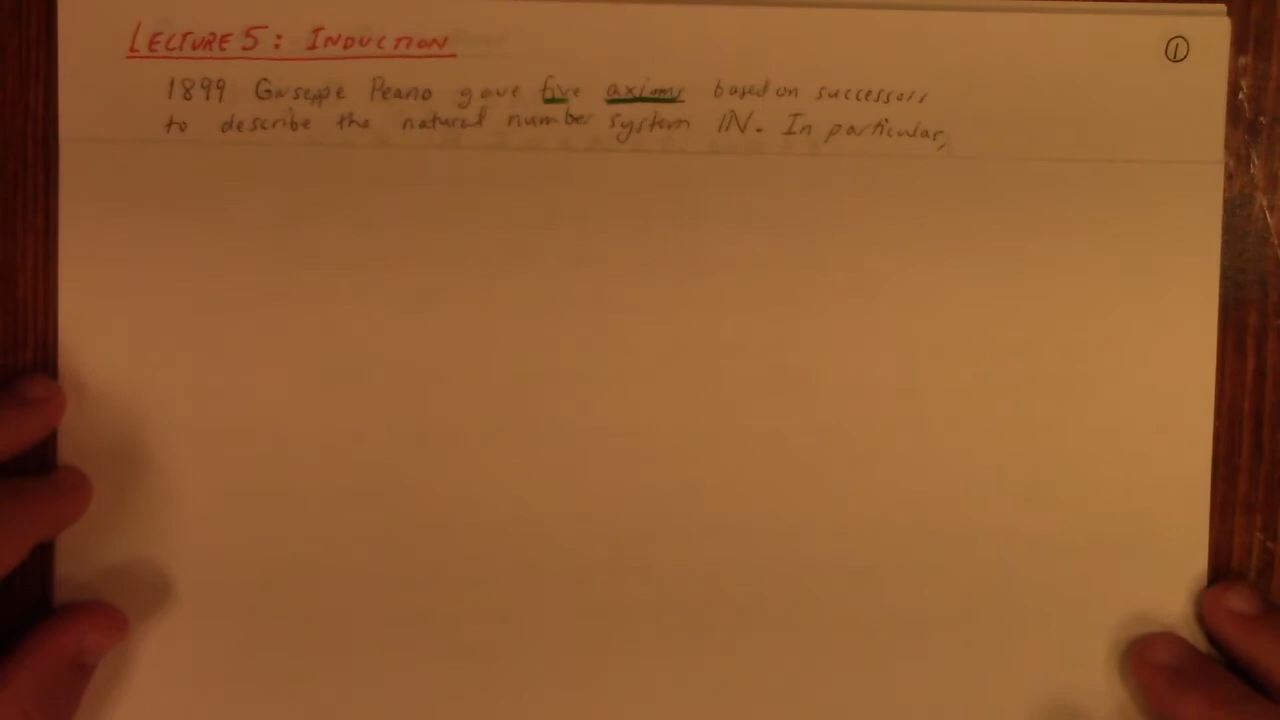 LECTURE 5: INDUCTION
①
1899 Guseppe Peano gave five axioms based on successors
to describe the natural number system ℕ. In particular,